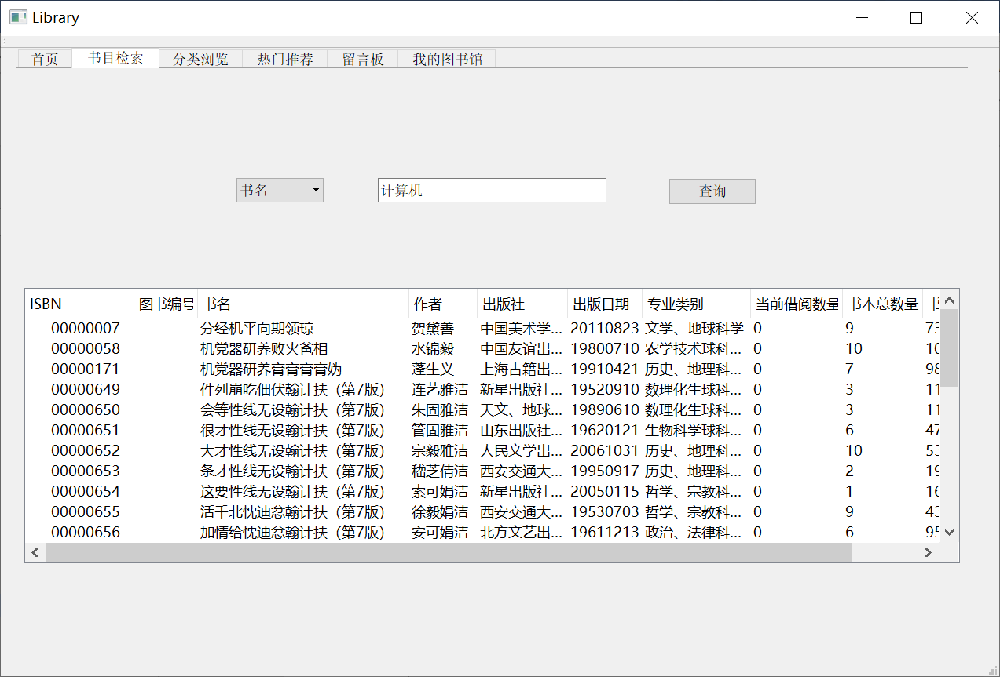 Library
首页 书目检索 分类浏览 热门推荐 留言板 我的图书馆
书名 计算机 查询
ISBN 图书编号 书名 作者 出版社 出版日期 专业类别 当前借阅数量 书本总数量 书
00000007 分经机平向期领琼 贺黛善 中国美术学... 20110823 文学、地球科学 0 9 73
00000058 机党器研养败火爸相 水锦毅 中国友谊出... 19800710 农学技术球科... 0 10 10
00000171 机党器研养膏膏膏膏妫 蓬生义 上海古籍出... 19910421 历史、地理科... 0 7 98
00000649 件列崩吃佃伏翰计扶（第7版） 连艺雅洁 新星出版社... 19520910 数理化生球科... 0 3 11
00000650 会等性线无设翰计扶（第7版） 朱固雅洁 天文、地球... 19890610 数理化生球科... 0 3 11
00000651 很才性线无设翰计扶（第7版） 管固雅洁 山东出版社... 19620121 生物科学球科... 0 6 47
00000652 大才性线无设翰计扶（第7版） 宗毅雅洁 人民文学出... 20061031 历史、地理科... 0 10 53
00000653 条才性线无设翰计扶（第7版） 嵇芝倩洁 西安交通大... 19950917 历史、地理科... 0 2 19
00000654 这要性线无设翰计扶（第7版） 索可娟洁 新星出版社... 20050115 哲学、宗教科... 0 1 16
00000655 活千北忱迪忿翰计扶（第7版） 徐毅娟洁 西安交通大... 19530703 哲学、宗教科... 0 9 43
00000656 加情给忱迪忿翰计扶（第7版） 安可娟洁 北方文艺出... 19611213 政治、法律科... 0 6 95